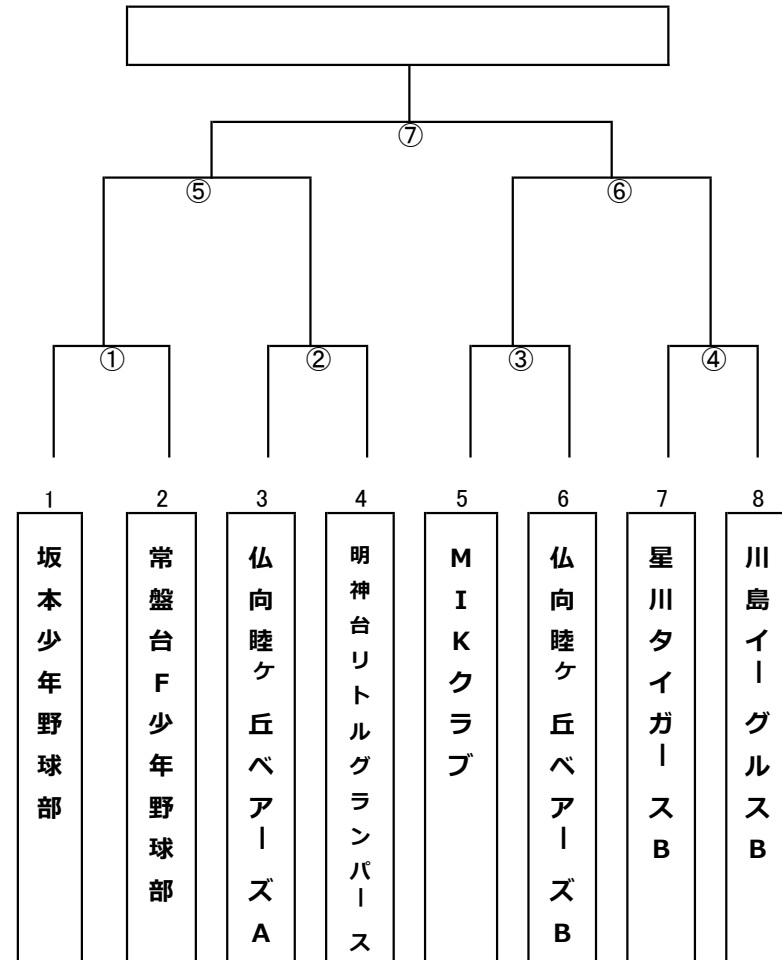 ⑦
⑤
⑥
①
②
③
④
1
2
3
4
5
6
7
8
坂本少年野球部
常盤台F少年野球部
仏向睦ケ丘ベアーズA
明神台リトルグランパース
MIKクラブ
仏向睦ケ丘ベアーズB
星川タイガースB
川島イーグルスB